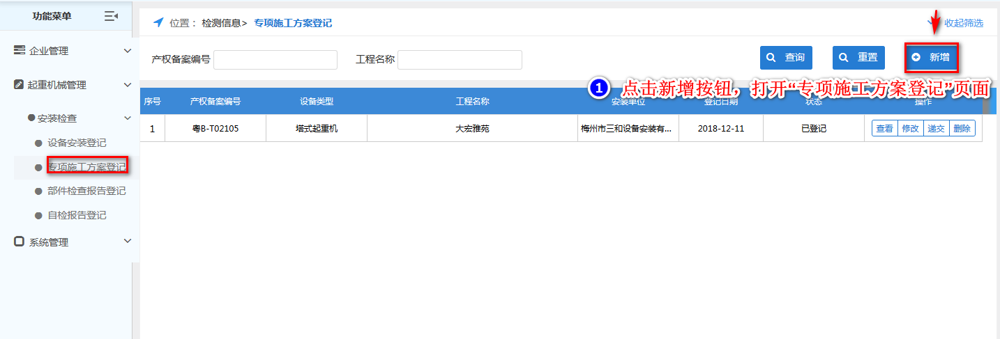 功能菜单
位置： 检测信息> 专项施工方案登记
收起筛选
企业管理
产权备案编号
工程名称
查询
重置
新增
起重机械管理
1 点击新增按钮，打开“专项施工方案登记”页面
序号 产权备案编号 设备类型 工程名称 安装单位 登记日期 状态 操作
安装检查
1 粤B-T02105 塔式起重机 大宏雅苑 梅州市三和设备安装有... 2018-12-11 已登记 查看 修改 递交 删除
设备安装登记
专项施工方案登记
部件检查报告登记
自检报告登记
系统管理